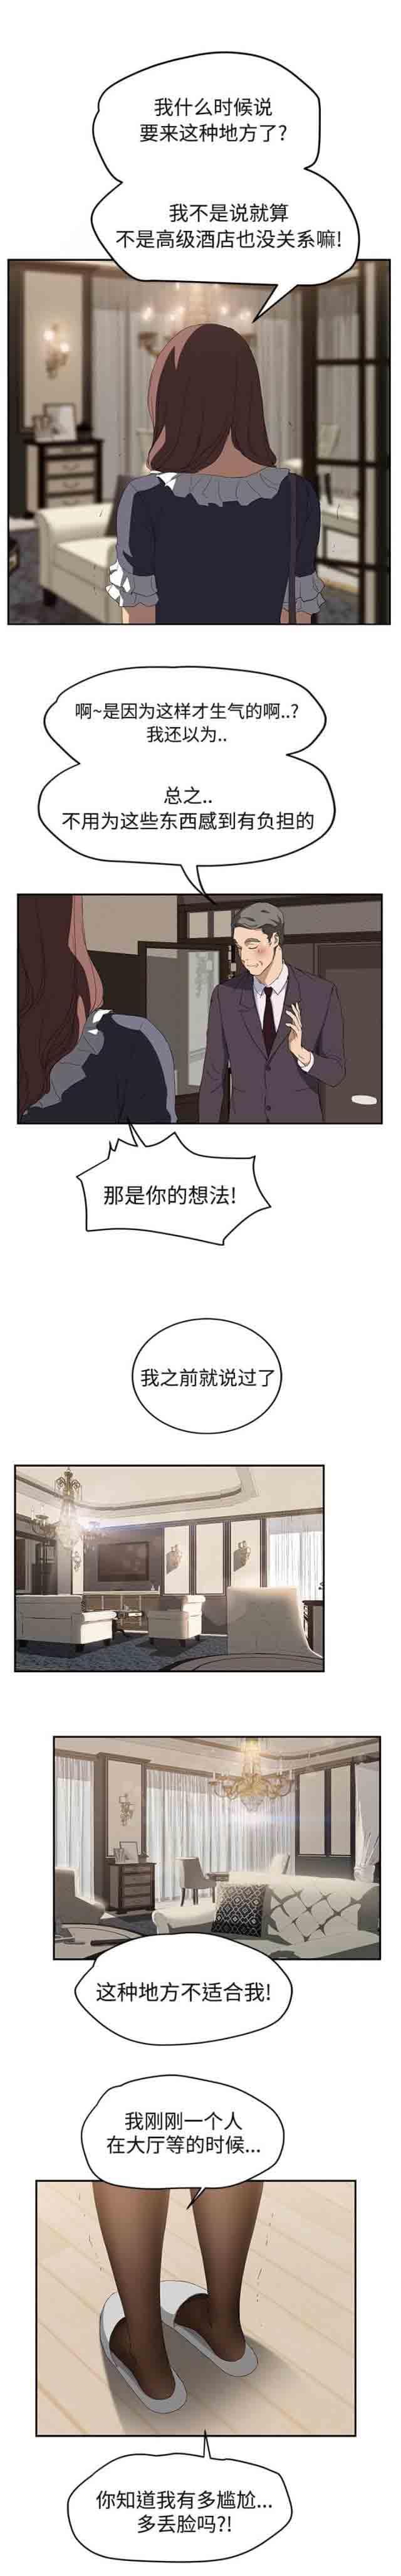 我什么时候说
要来这种地方了?
我不是说就算
不是高级酒店也没关系嘛!
啊~是因为这样才生气的啊..?
我还以为..
总之..
不用为这些东西感到有负担的
那是你的想法!
我之前就说过了
这种地方不适合我!
我刚刚一个人
在大厅等的时候...
你知道我有多尴尬...
多丢脸吗?!